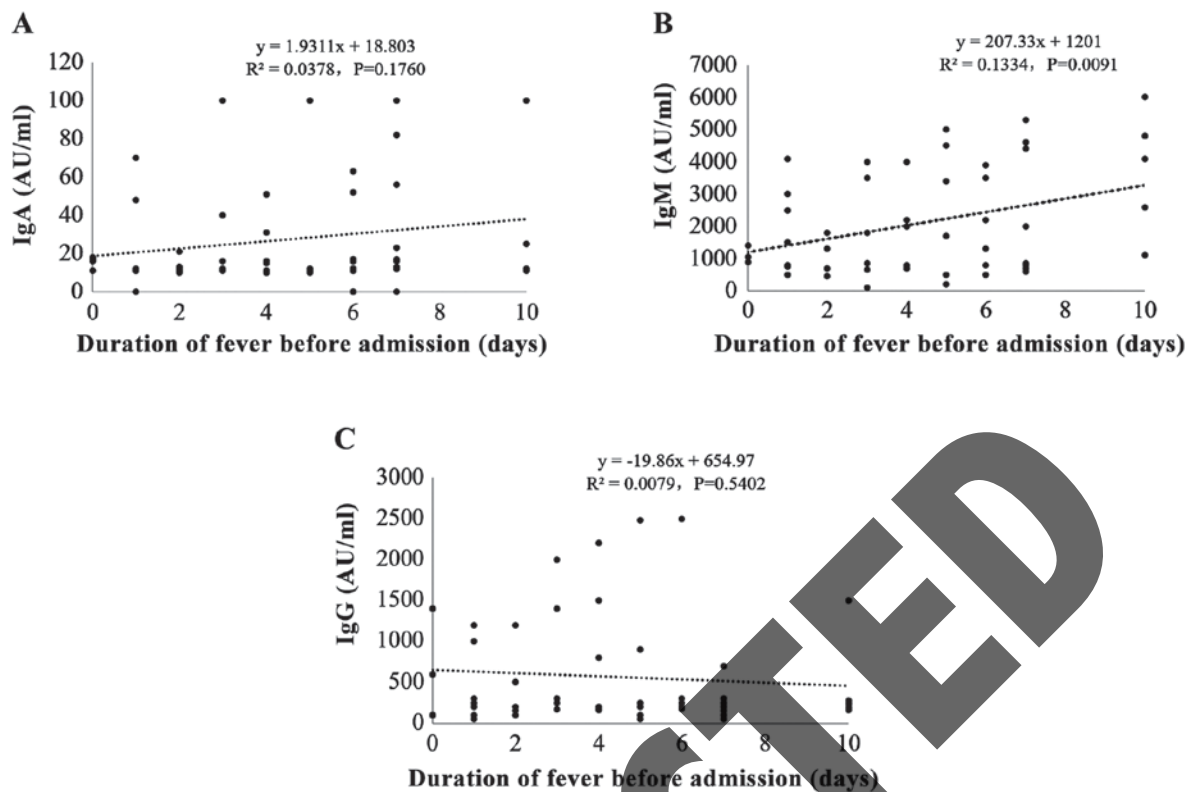 A
y = 1.9311x + 18.803
R² = 0.0378, P=0.1760
120
100
80
60
40
20
0
IgA (AU/ml)
0 2 4 6 8 10
Duration of fever before admission (days)
B
y = 207.33x + 1201
R² = 0.1334, P=0.0091
7000
6000
5000
4000
3000
2000
1000
0
IgM (AU/ml)
0 2 4 6 8 10
Duration of fever before admission (days)
C
y = -19.86x + 654.97
R² = 0.0079, P=0.5402
3000
2500
2000
1500
1000
500
0
IgG (AU/ml)
0 2 4 6 8 10
Duration of fever before admission (days)
CTED